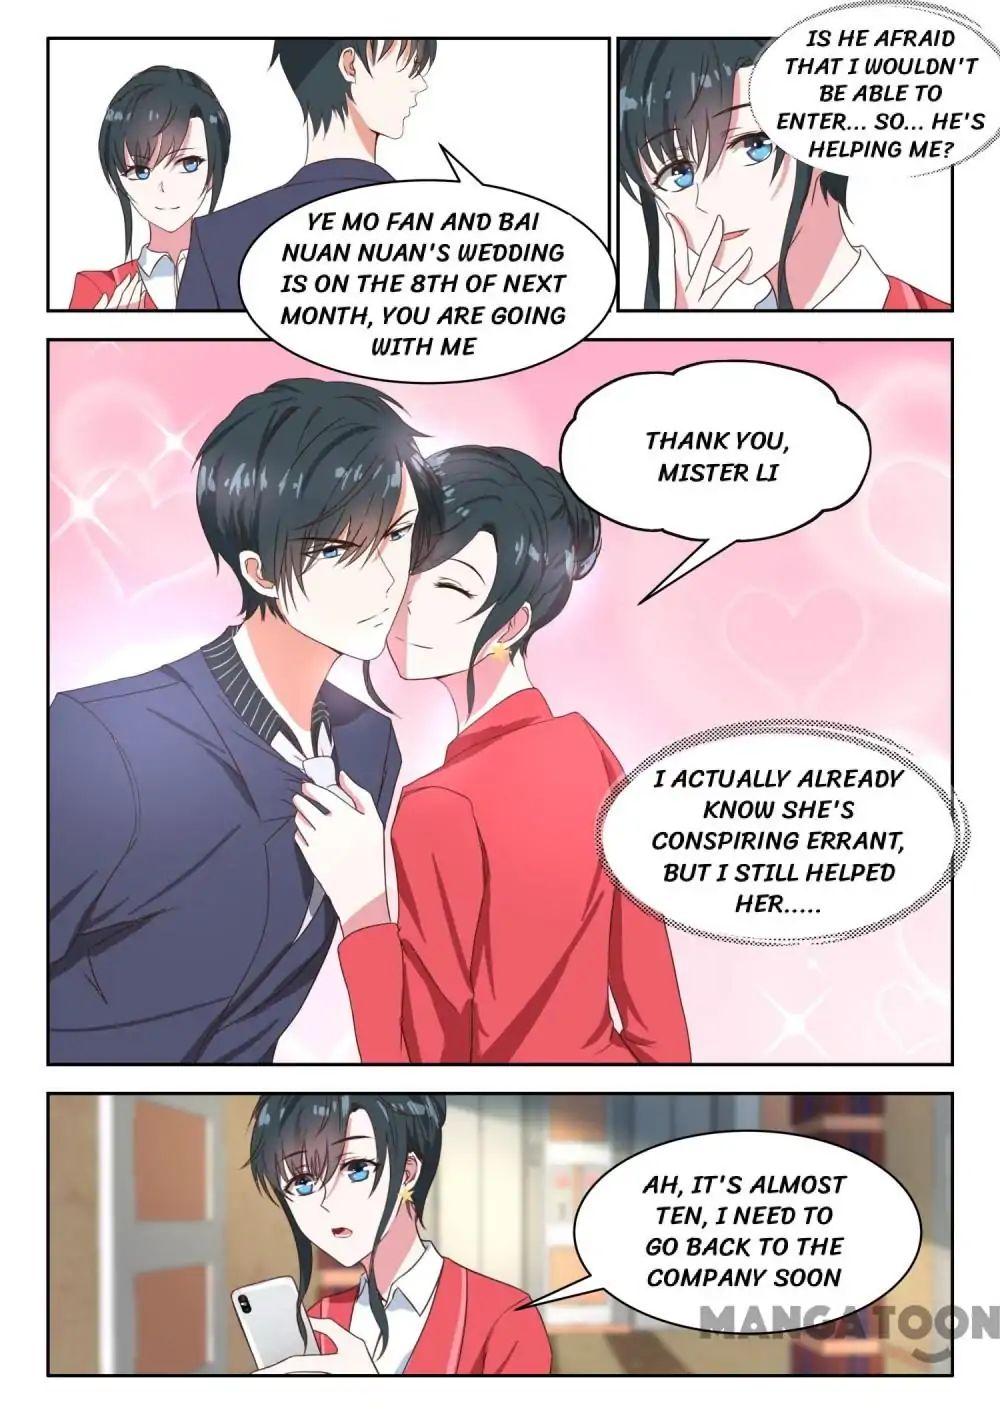 YE MO FAN AND BAI
NUAN NUAN'S WEDDING
IS ON THE 8TH OF NEXT
MONTH, YOU ARE GOING
WITH ME
IS HE AFRAID
THAT I WOULDN'T
BE ABLE TO
ENTER... SO... HE'S
HELPING ME?
THANK YOU,
MISTER LI
I ACTUALLY ALREADY
KNOW SHE'S
CONSPIRING ERRANT,
BUT I STILL HELPED
HER.....
AH, IT'S ALMOST
TEN, I NEED TO
GO BACK TO THE
COMPANY SOON
MANGATOON